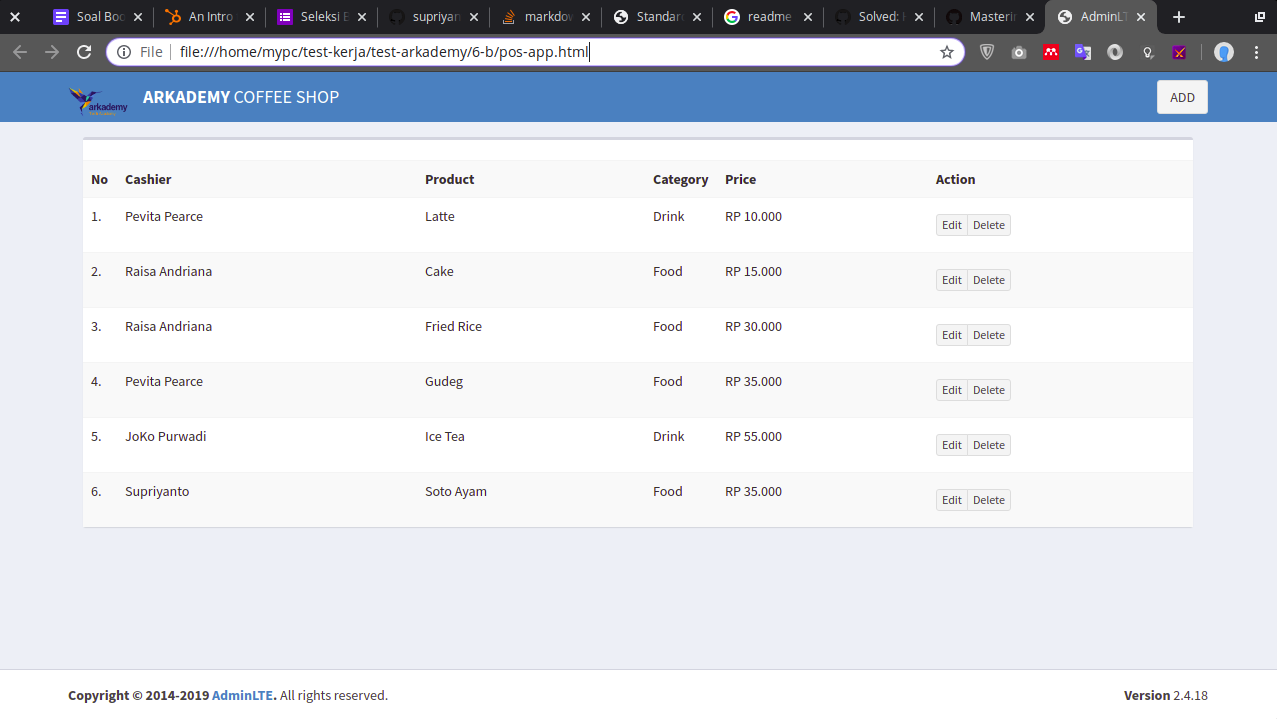 Soal Boo An Intro Seleksi B supriyan markdow Standar readme Solved: Masterin AdminLT
File file:///home/mypc/test-kerja/test-arkademy/6-b/pos-app.html
arkademy ARKADEMY COFFEE SHOP ADD
No Cashier Product Category Price Action
1. Pevita Pearce Latte Drink RP 10.000 Edit Delete
2. Raisa Andriana Cake Food RP 15.000 Edit Delete
3. Raisa Andriana Fried Rice Food RP 30.000 Edit Delete
4. Pevita Pearce Gudeg Food RP 35.000 Edit Delete
5. JoKo Purwadi Ice Tea Drink RP 55.000 Edit Delete
6. Supriyanto Soto Ayam Food RP 35.000 Edit Delete
Copyright © 2014-2019 AdminLTE. All rights reserved. Version 2.4.18